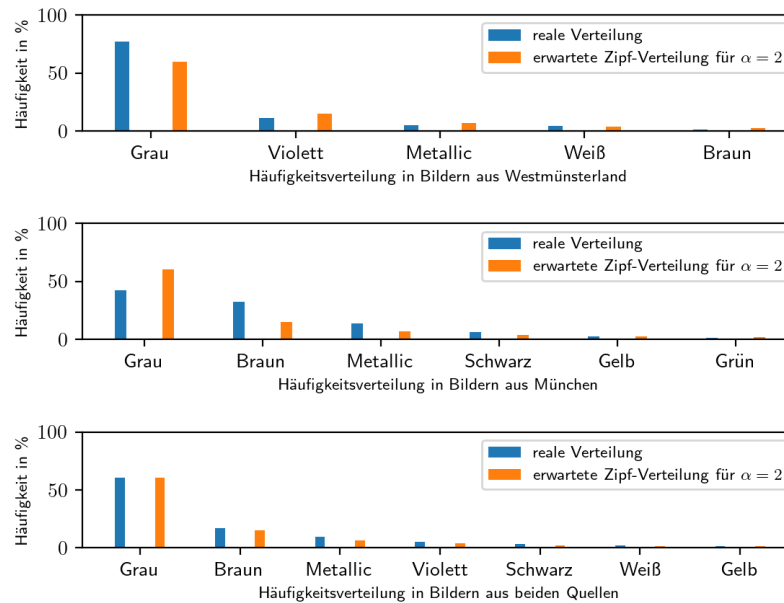 Häufigkeit in %
100
50
0
reale Verteilung
erwartete Zipf-Verteilung für α = 2
Grau Violett Metallic Weiß Braun
Häufigkeitsverteilung in Bildern aus Westmünsterland
Häufigkeit in %
100
50
0
reale Verteilung
erwartete Zipf-Verteilung für α = 2
Grau Braun Metallic Schwarz Gelb Grün
Häufigkeitsverteilung in Bildern aus München
Häufigkeit in %
100
50
0
reale Verteilung
erwartete Zipf-Verteilung für α = 2
Grau Braun Metallic Violett Schwarz Weiß Gelb
Häufigkeitsverteilung in Bildern aus beiden Quellen